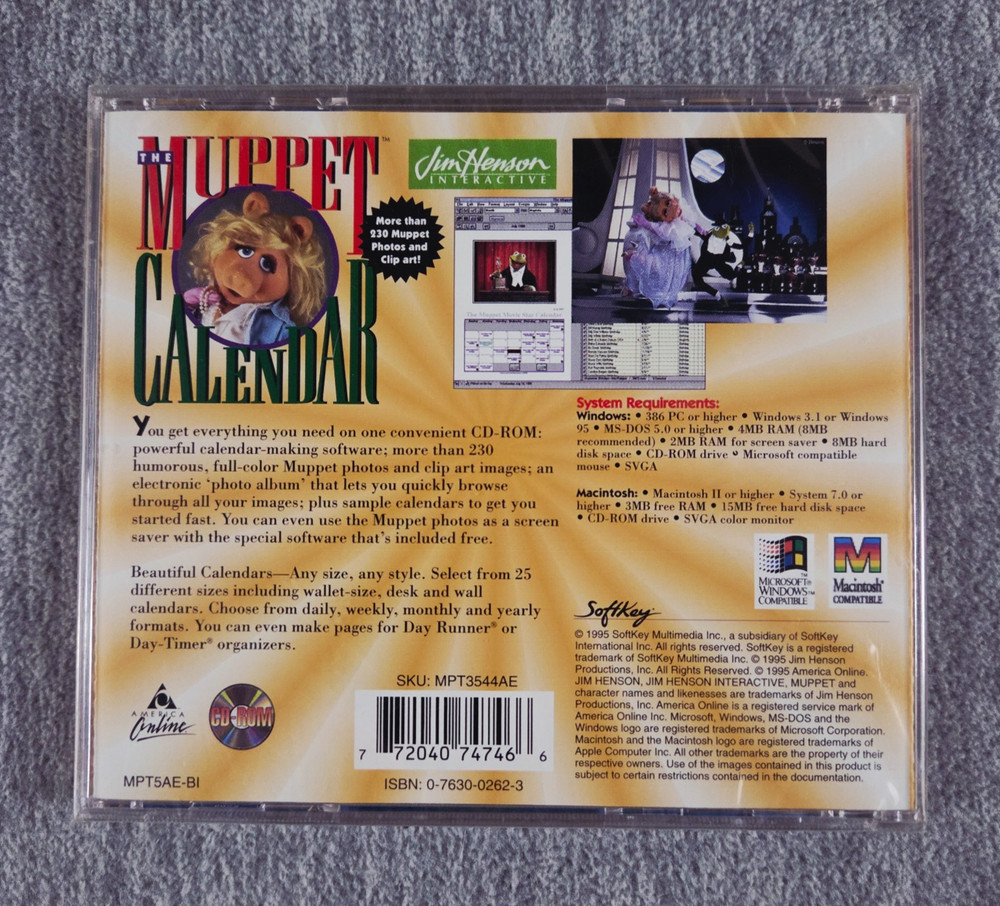 THE MUPPET ™
CALENDAR
More than
230 Muppet
Photos and
Clip art!
Jim Henson
INTERACTIVE™
You get everything you need on one convenient CD-ROM:
powerful calendar-making software; more than 230
humorous, full-color Muppet photos and clip art images; an
electronic 'photo album' that lets you quickly browse
through all your images; plus sample calendars to get you
started fast. You can even use the Muppet photos as a screen
saver with the special software that's included free.
Beautiful Calendars—Any size, any style. Select from 25
different sizes including wallet-size, desk and wall
calendars. Choose from daily, weekly, monthly and yearly
formats. You can even make pages for Day Runner® or
Day-Timer® organizers.
AMERICA
Online
CD-ROM
MPT5AE-BI
SKU: MPT3544AE
7 72040 74746 6
ISBN: 0-7630-0262-3
System Requirements:
Windows: • 386 PC or higher • Windows 3.1 or Windows
95 • MS-DOS 5.0 or higher • 4MB RAM (8MB
recommended) • 2MB RAM for screen saver • 8MB hard
disk space • CD-ROM drive • Microsoft compatible
mouse • SVGA
Macintosh: • Macintosh II or higher • System 7.0 or
higher • 3MB free RAM • 15MB free hard disk space
• CD-ROM drive • SVGA color monitor
MICROSOFT®
WINDOWS™
COMPATIBLE
M
Macintosh®
COMPATIBLE
SoftKey
© 1995 SoftKey Multimedia Inc., a subsidiary of SoftKey
International Inc. All rights reserved. SoftKey is a registered
trademark of SoftKey Multimedia Inc. © 1995 Jim Henson
Productions, Inc. All Rights Reserved. © 1995 America Online.
JIM HENSON, JIM HENSON INTERACTIVE, MUPPET and
character names and likenesses are trademarks of Jim Henson
Productions, Inc. America Online is a registered service mark of
America Online Inc. Microsoft, Windows, MS-DOS and the
Windows logo are registered trademarks of Microsoft Corporation.
Macintosh and the Macintosh logo are registered trademarks of
Apple Computer Inc. All other trademarks are the property of their
respective owners. Use of the images contained in this product is
subject to certain restrictions contained in the documentation.